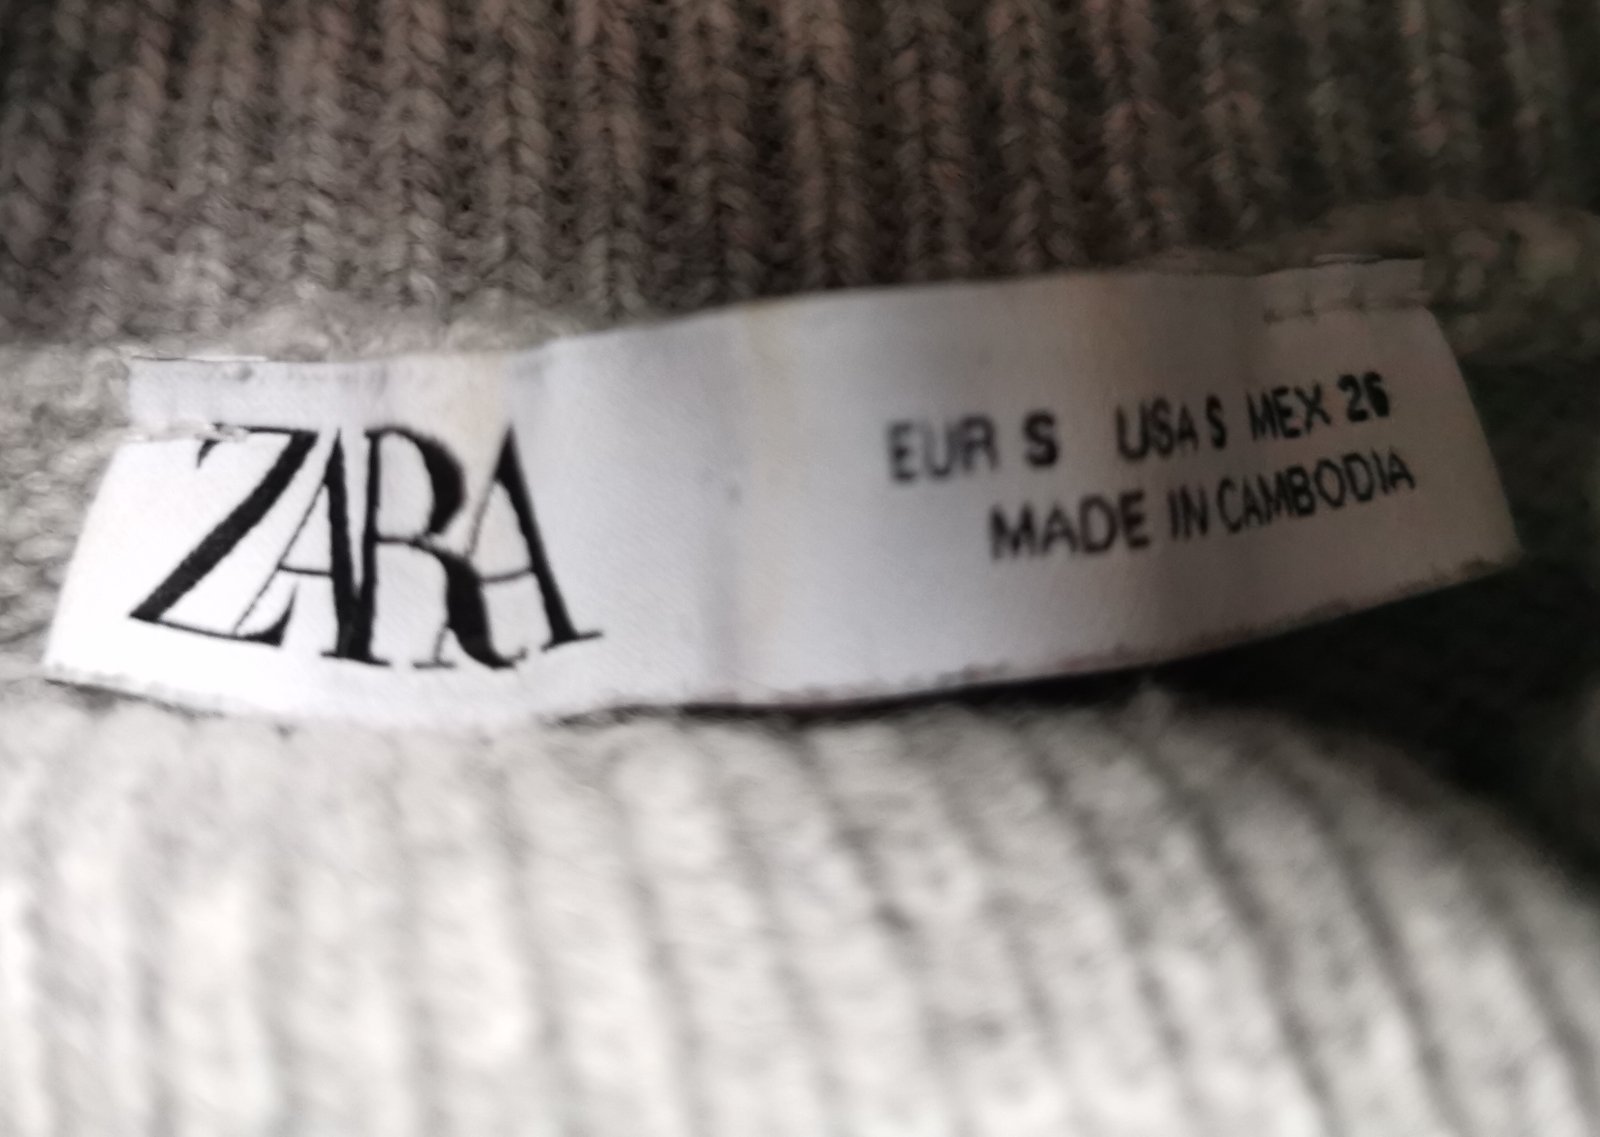 ZARA
EUR S USA S MEX 26
MADE IN CAMBODIA